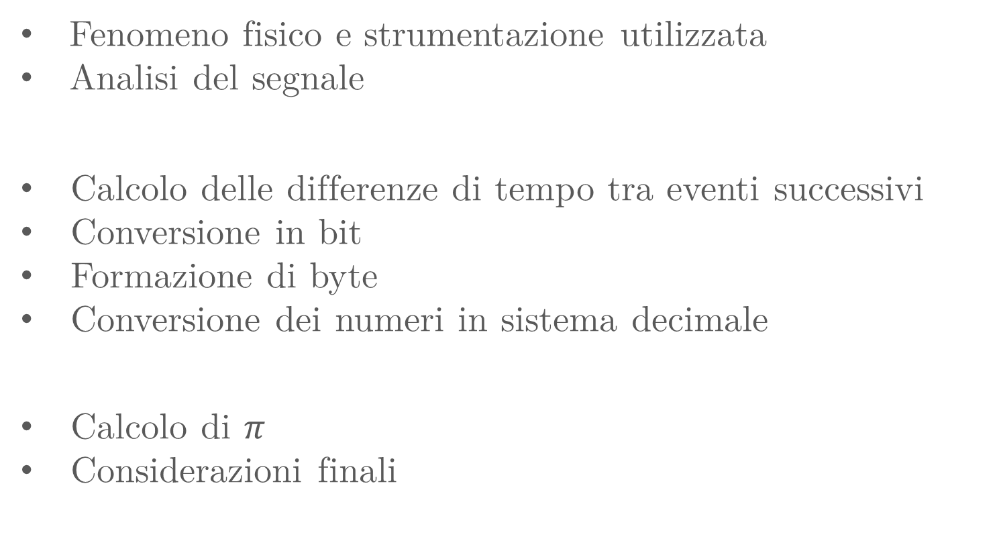 • Fenomeno fisico e strumentazione utilizzata
• Analisi del segnale
• Calcolo delle differenze di tempo tra eventi successivi
• Conversione in bit
• Formazione di byte
• Conversione dei numeri in sistema decimale
• Calcolo di π
• Considerazioni finali